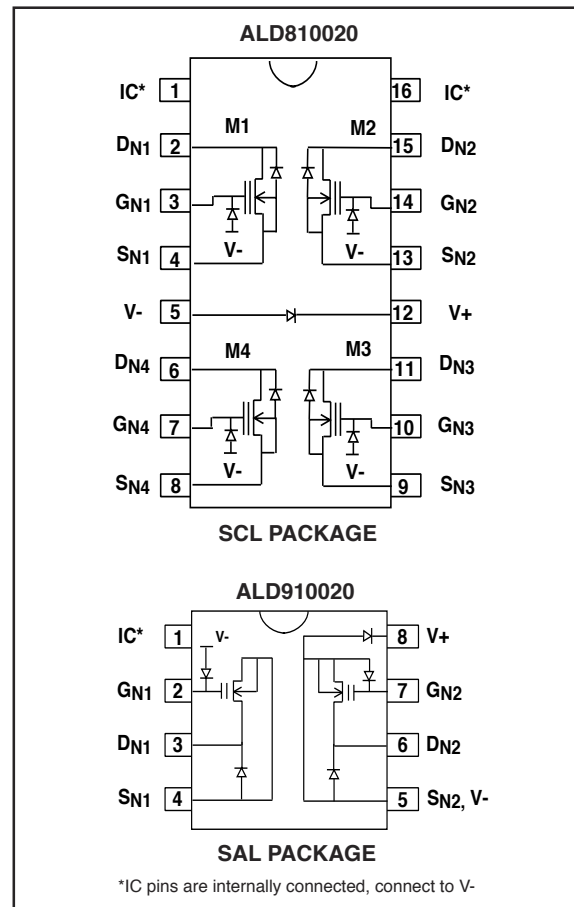 ALD810020
IC* 1 16 IC*
M1 M2
DN1 2 15 DN2
GN1 3 14 GN2
V- V-
SN1 4 13 SN2
V- 5 12 V+
M4 M3
DN4 6 11 DN3
GN4 7 10 GN3
V- V-
SN4 8 9 SN3
SCL PACKAGE
ALD910020
IC* 1 V- 8 V+
GN1 2 7 GN2
DN1 3 6 DN2
SN1 4 5 SN2, V-
SAL PACKAGE
*IC pins are internally connected, connect to V-